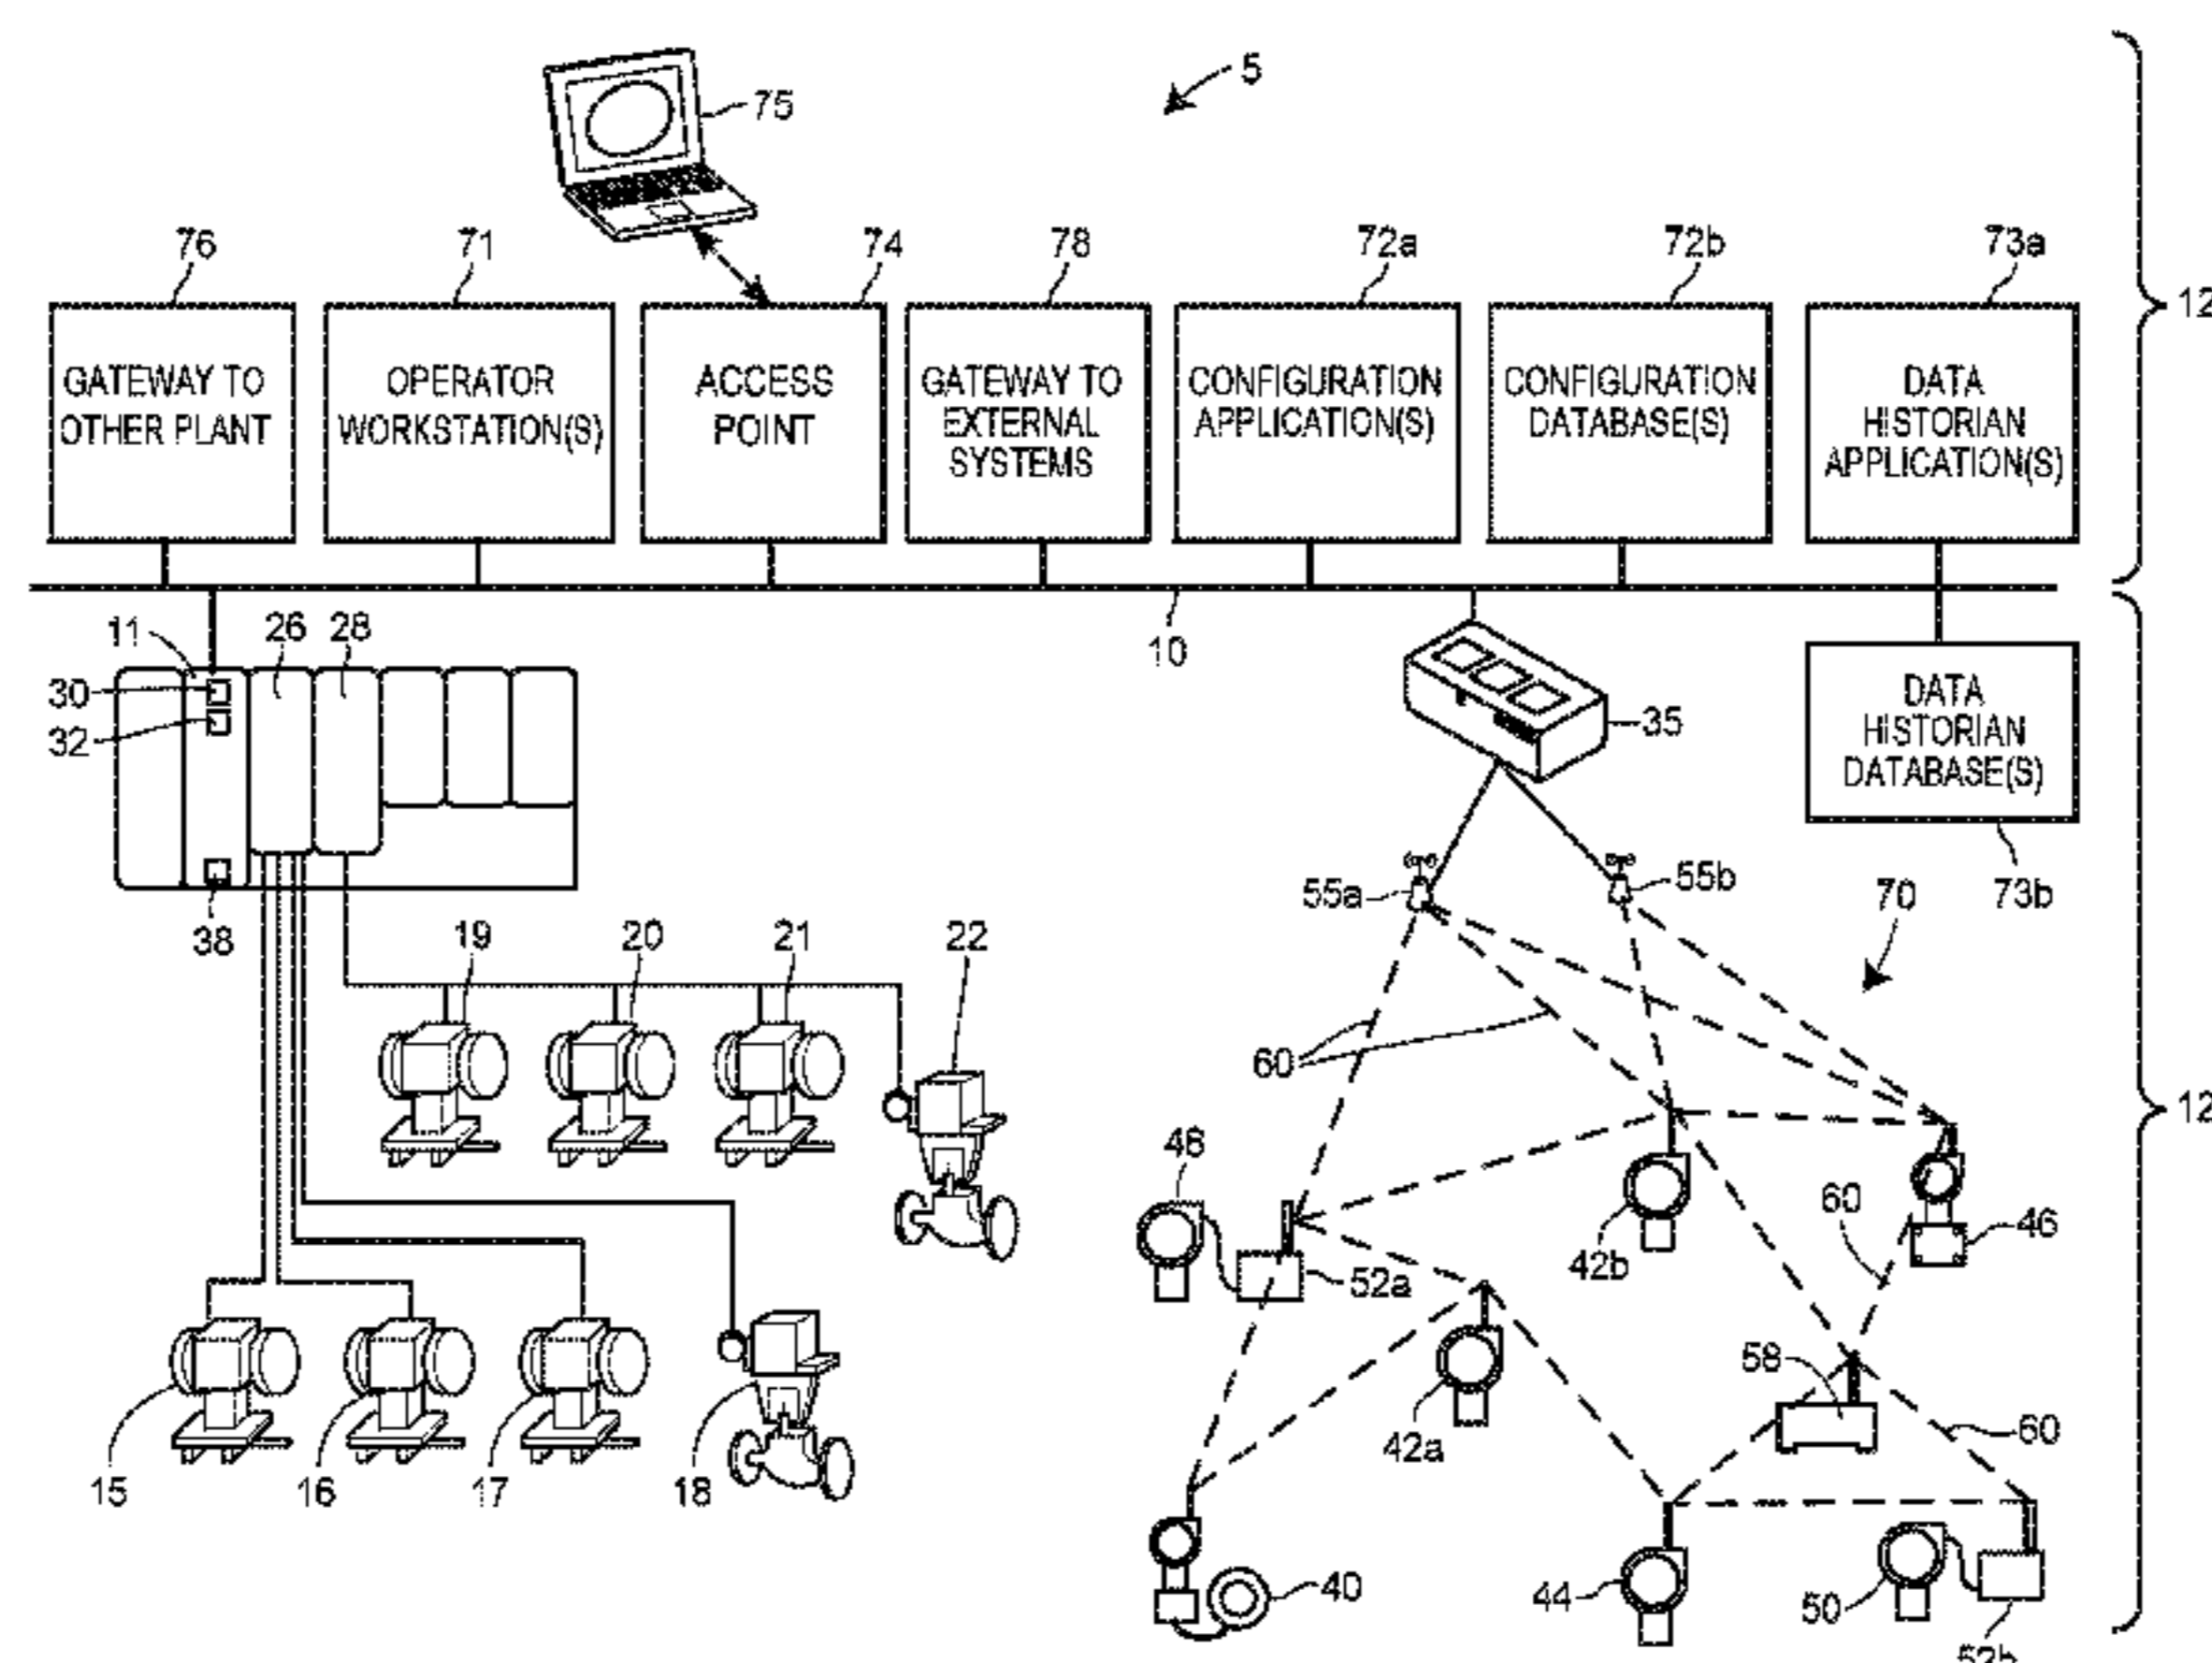 5
75
76
71
74
78
72a
72b
73a
GATEWAY TO
OTHER PLANT
OPERATOR
WORKSTATION(S)
ACCESS
POINT
GATEWAY TO
EXTERNAL
SYSTEMS
CONFIGURATION
APPLICATION(S)
CONFIGURATION
DATABASE(S)
DATA
HISTORIAN
APPLICATION(S)
12
11
26
28
10
30
32
38
35
DATA
HISTORIAN
DATABASE(S)
73b
55a
55b
70
19
20
21
22
60
48
52a
42b
60
46
12
15
16
17
18
42a
58
60
40
44
50